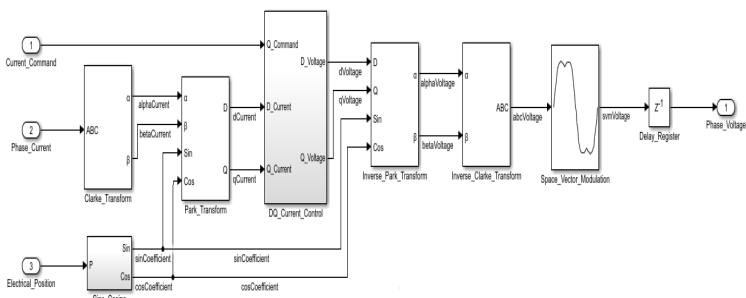 1
Current_Command
2
Phase_Current
3
Electrical_Position
ABC
α
β
Clarke_Transform
alphaCurrent
betaCurrent
α
β
Sin
Cos
D
Q
Park_Transform
dCurrent
qCurrent
Q_Command
D_Current
Q_Current
D_Voltage
Q_Voltage
DQ_Current_Control
dVoltage
qVoltage
D
Q
Sin
Cos
α
β
Inverse_Park_Transform
alphaVoltage
betaVoltage
α
β
ABC
Inverse_Clarke_Transform
abcVoltage
Space_Vector_Modulation
svmVoltage
Z-1
Delay_Register
1
Phase_Voltage
P
Sin
Cos
sinCoefficient
sinCoefficient
cosCoefficient
cosCoefficient